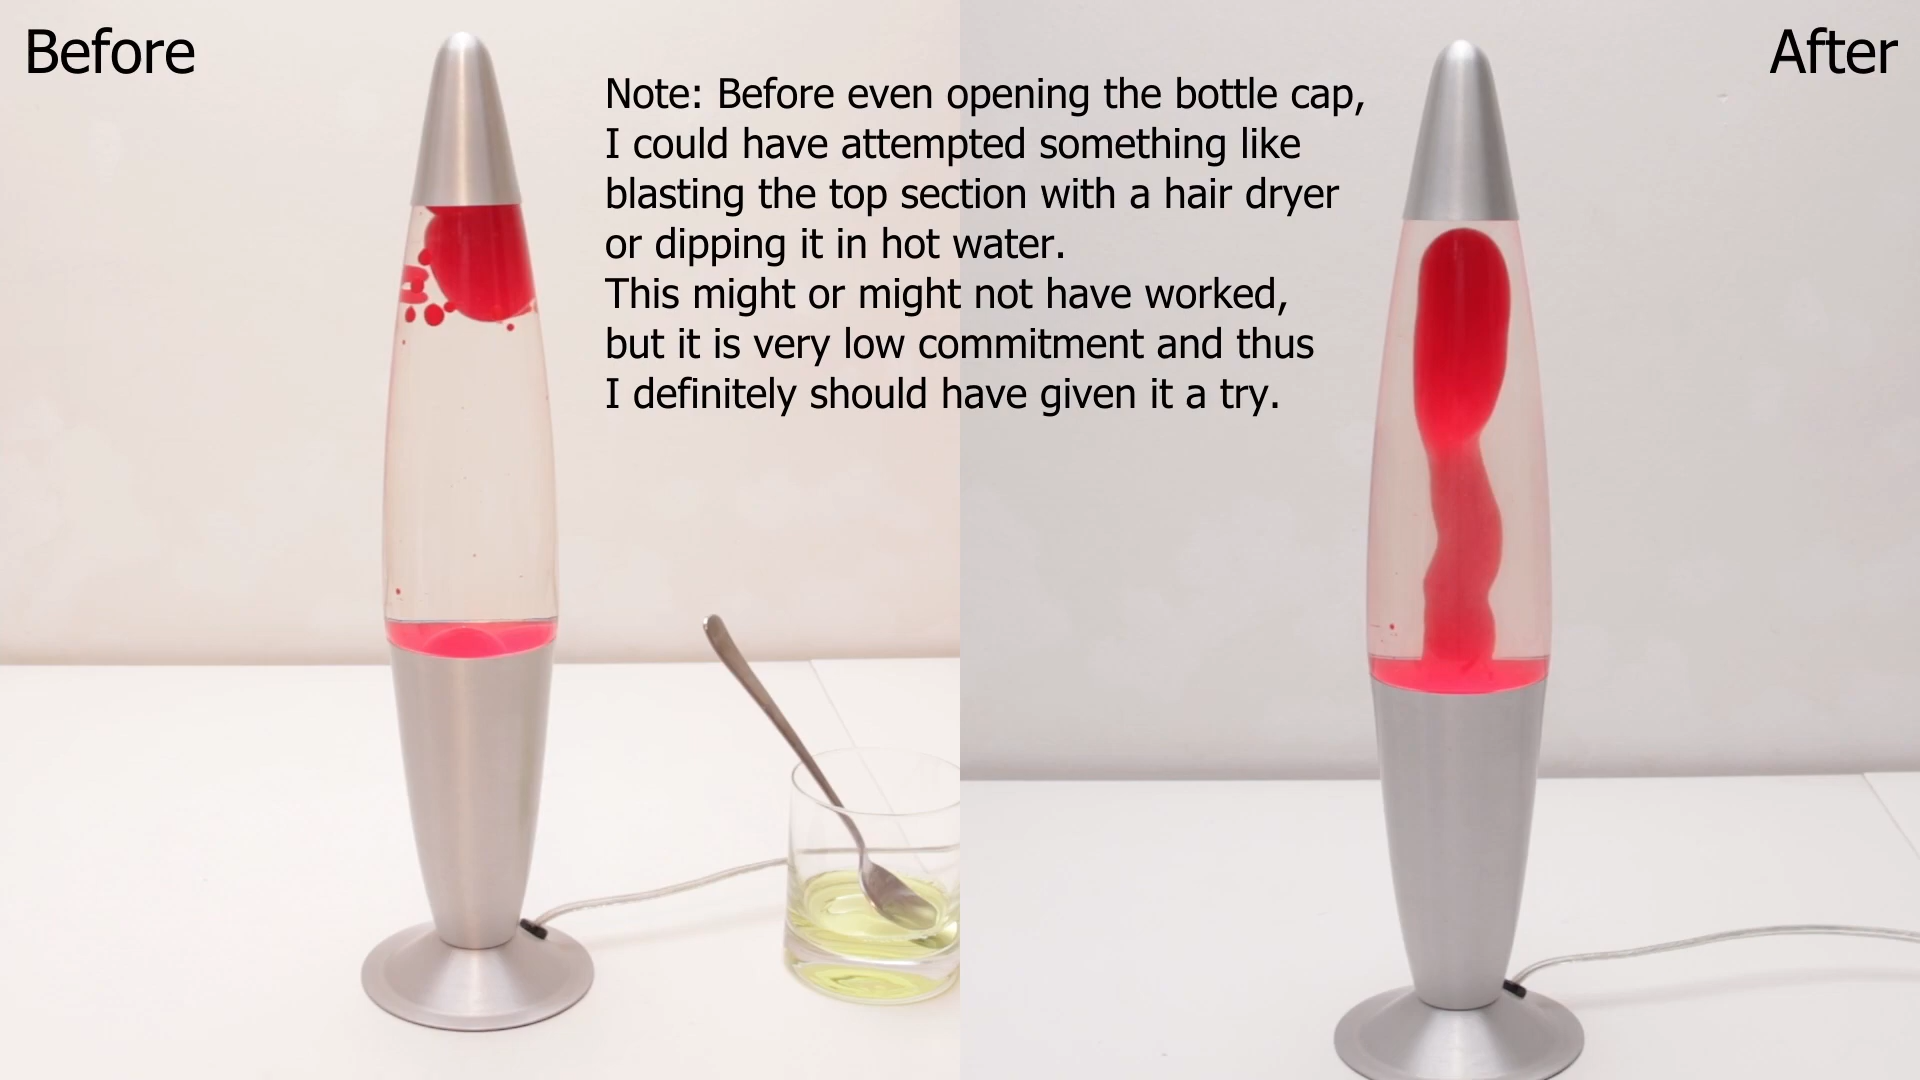 Before
After
Note: Before even opening the bottle cap,
I could have attempted something like
blasting the top section with a hair dryer
or dipping it in hot water.
This might or might not have worked,
but it is very low commitment and thus
I definitely should have given it a try.